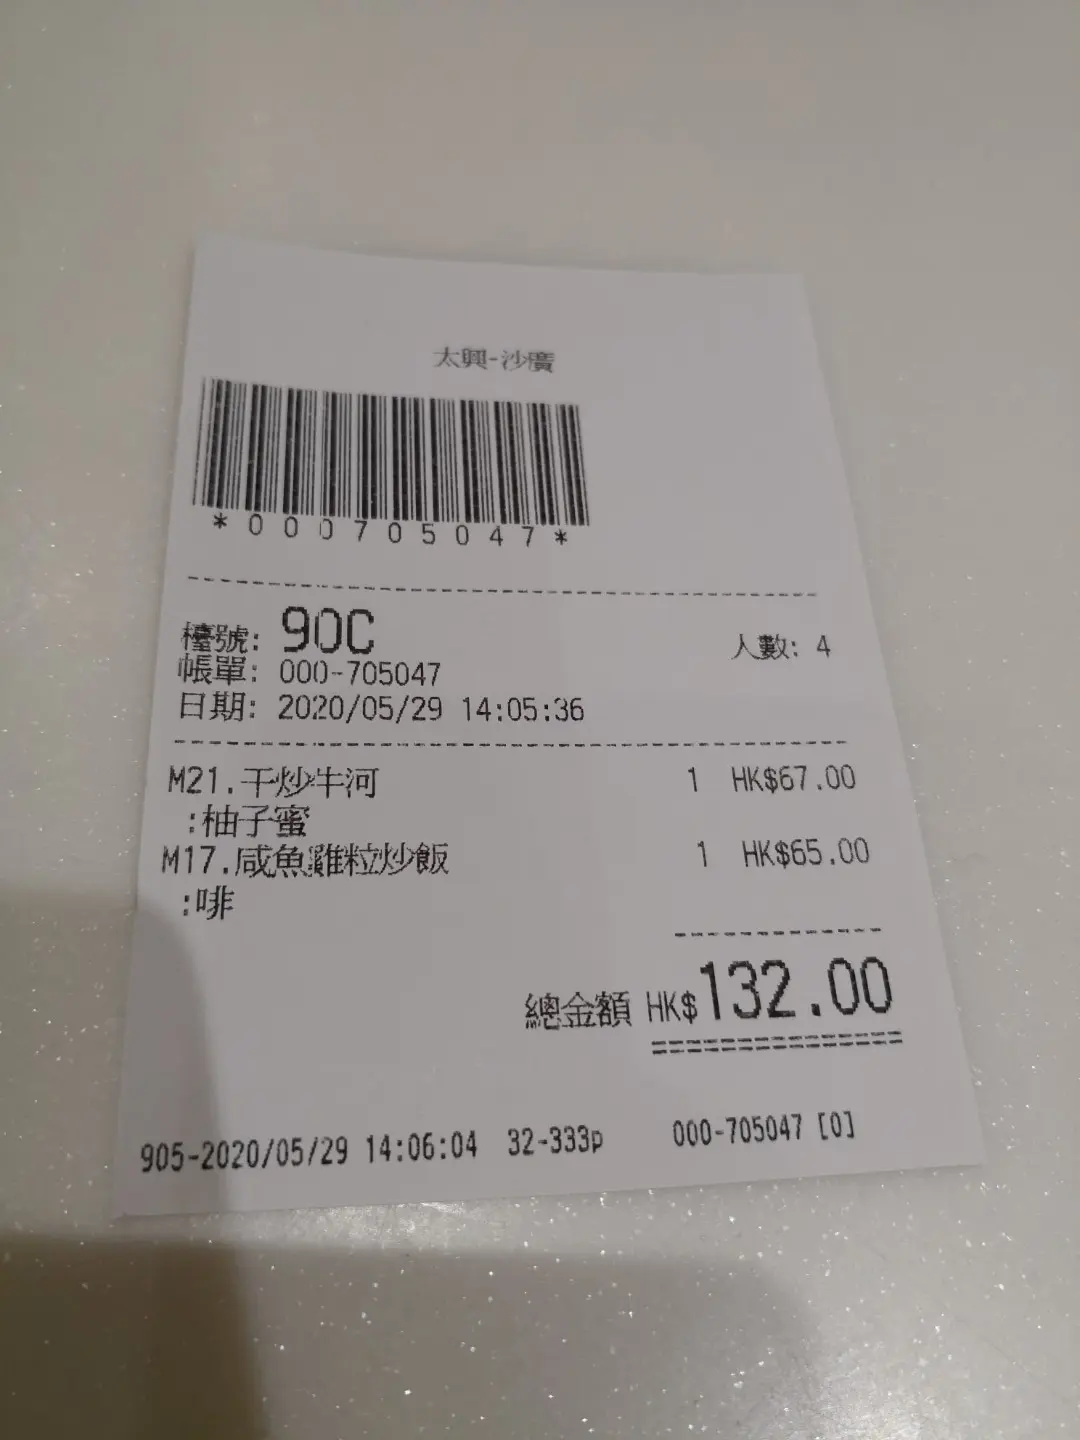 太興-沙廣
*000705047*
檯號: 90C 人數: 4
帳單: 000-705047
日期: 2020/05/29 14:05:36
M21.干炒牛河 1 HK$67.00
:柚子蜜
M17.咸魚雞粒炒飯 1 HK$65.00
:啡
總金額 HK$132.00
905-2020/05/29 14:06:04 32-333p 000-705047 [0]